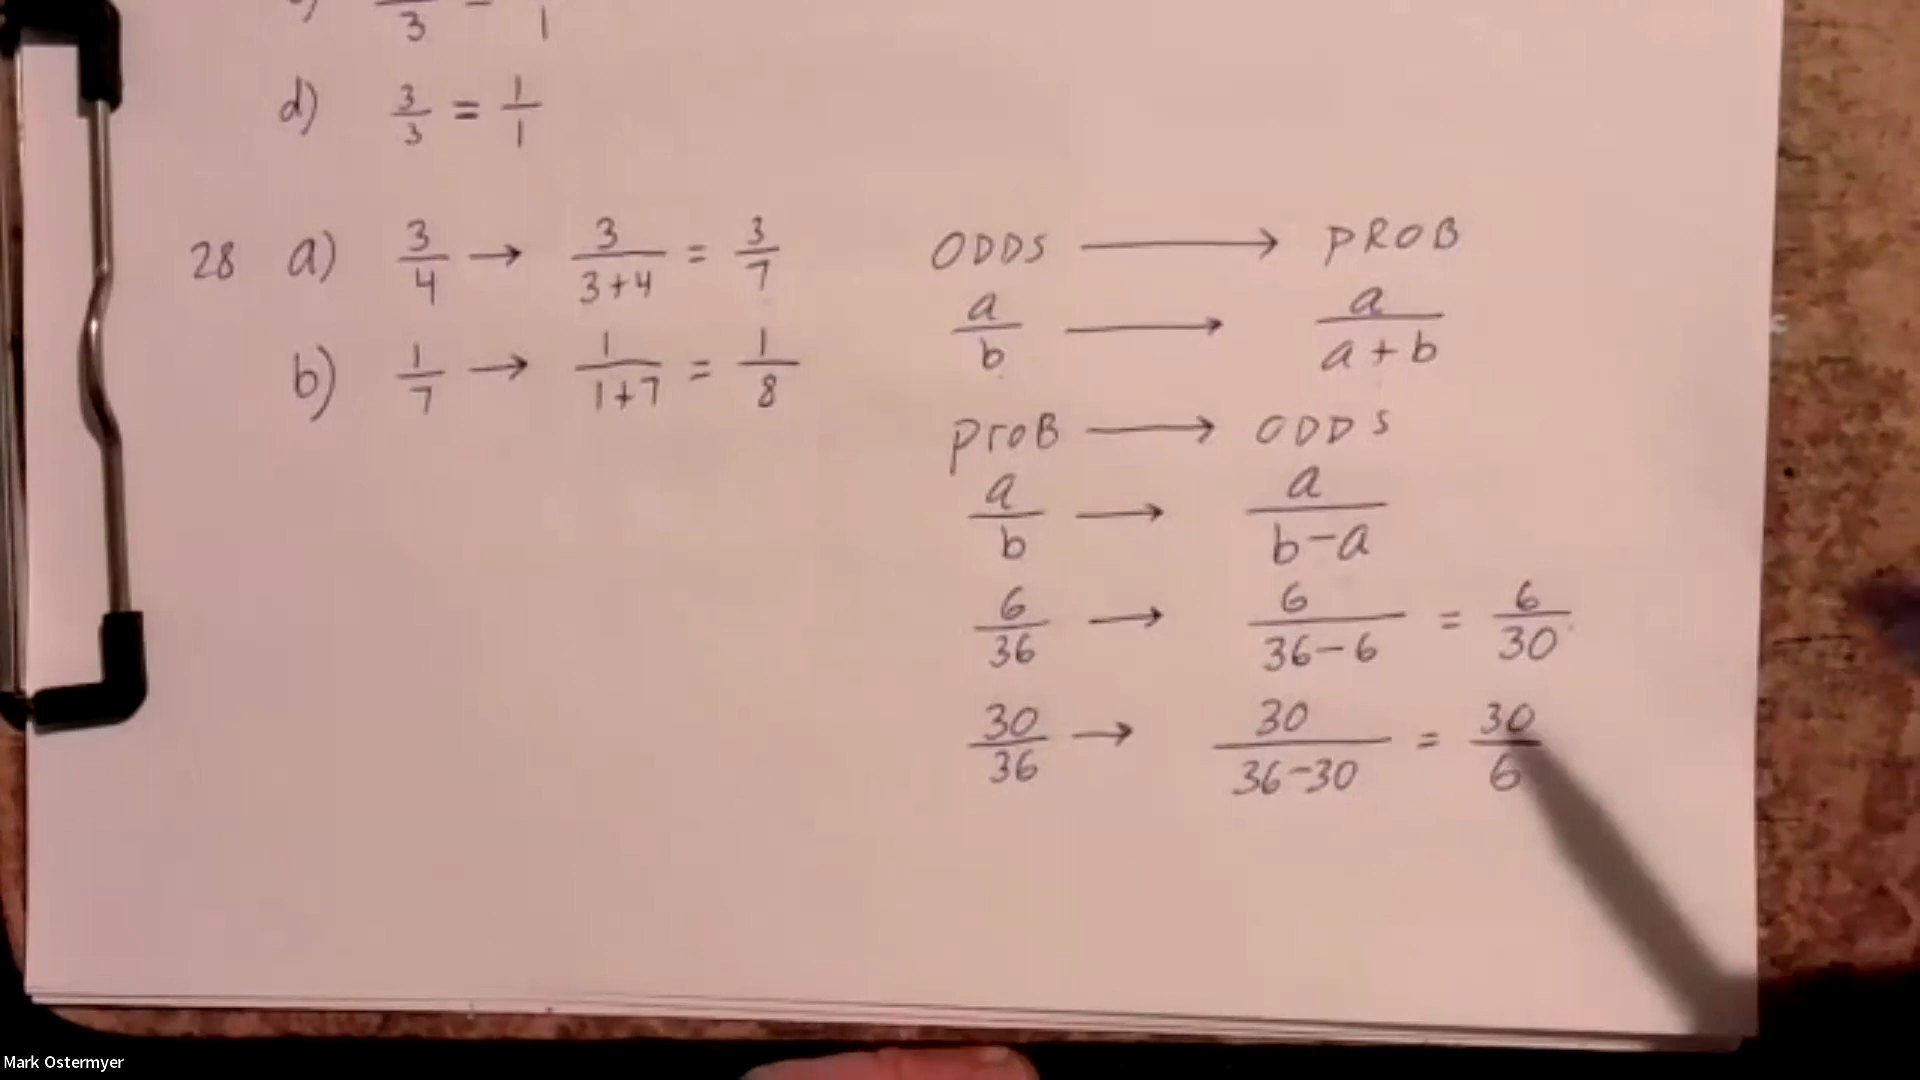 3 1
d) 3/3 = 1/1
28 a) 3/4 → 3/(3+4) = 3/7
b) 1/7 → 1/(1+7) = 1/8
ODDS → PROB
a/b → a/(a+b)
ProB → ODDS
a/b → a/(b-a)
6/36 → 6/(36-6) = 6/30
30/36 → 30/(36-30) = 30/6
Mark Ostermyer